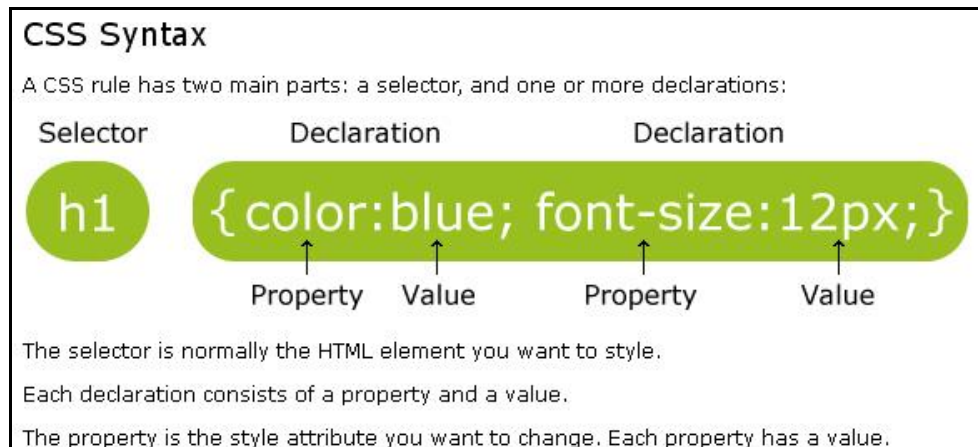 CSS Syntax
A CSS rule has two main parts: a selector, and one or more declarations:
Selector Declaration Declaration
h1 {color:blue; font-size:12px;}
Property Value Property Value
The selector is normally the HTML element you want to style.
Each declaration consists of a property and a value.
The property is the style attribute you want to change. Each property has a value.